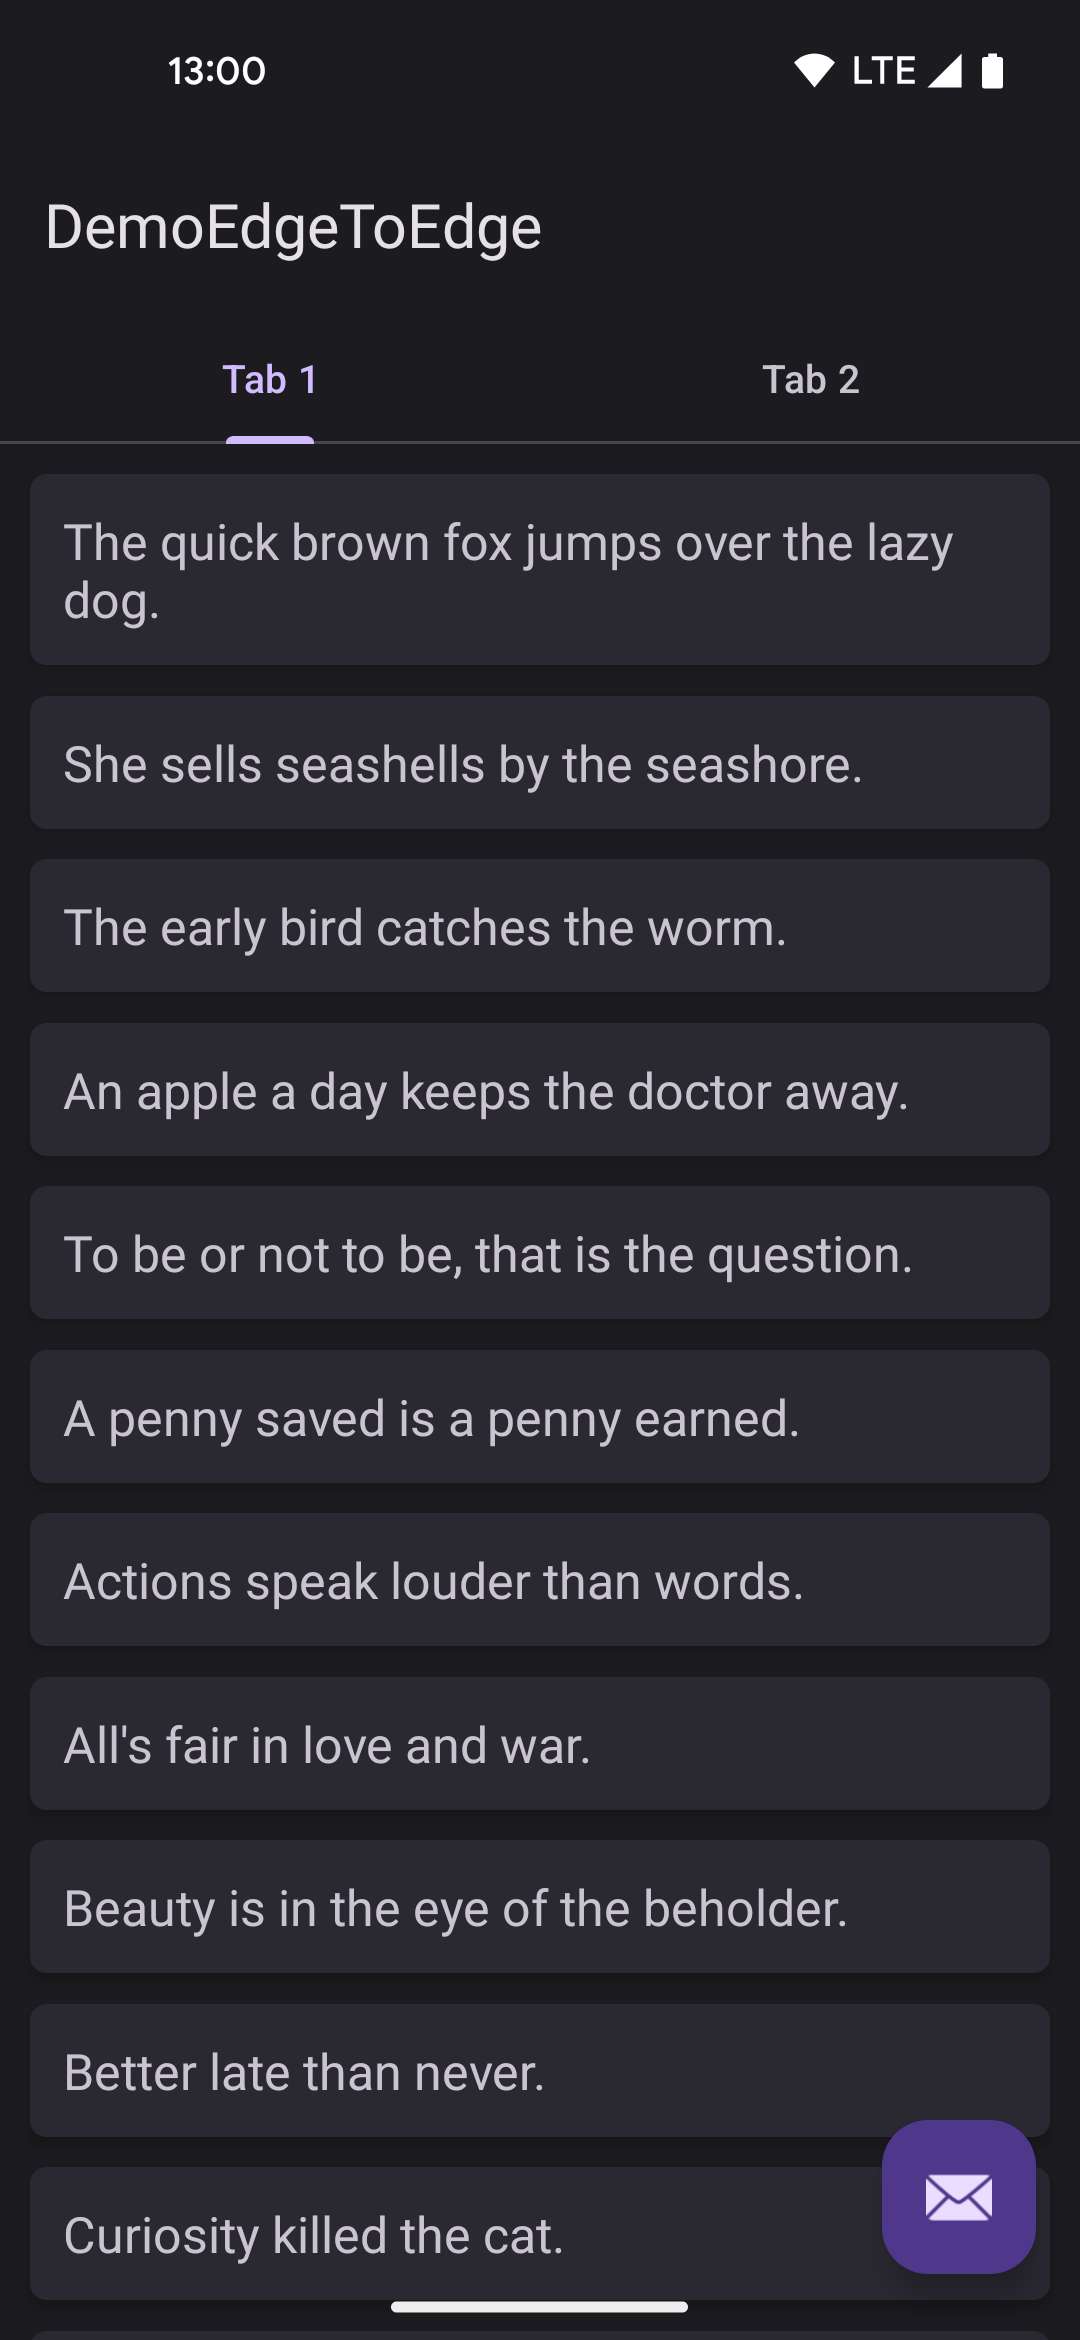 13:00
LTE
DemoEdgeToEdge
Tab 1
Tab 2
The quick brown fox jumps over the lazy
dog.
She sells seashells by the seashore.
The early bird catches the worm.
An apple a day keeps the doctor away.
To be or not to be, that is the question.
A penny saved is a penny earned.
Actions speak louder than words.
All's fair in love and war.
Beauty is in the eye of the beholder.
Better late than never.
Curiosity killed the cat.